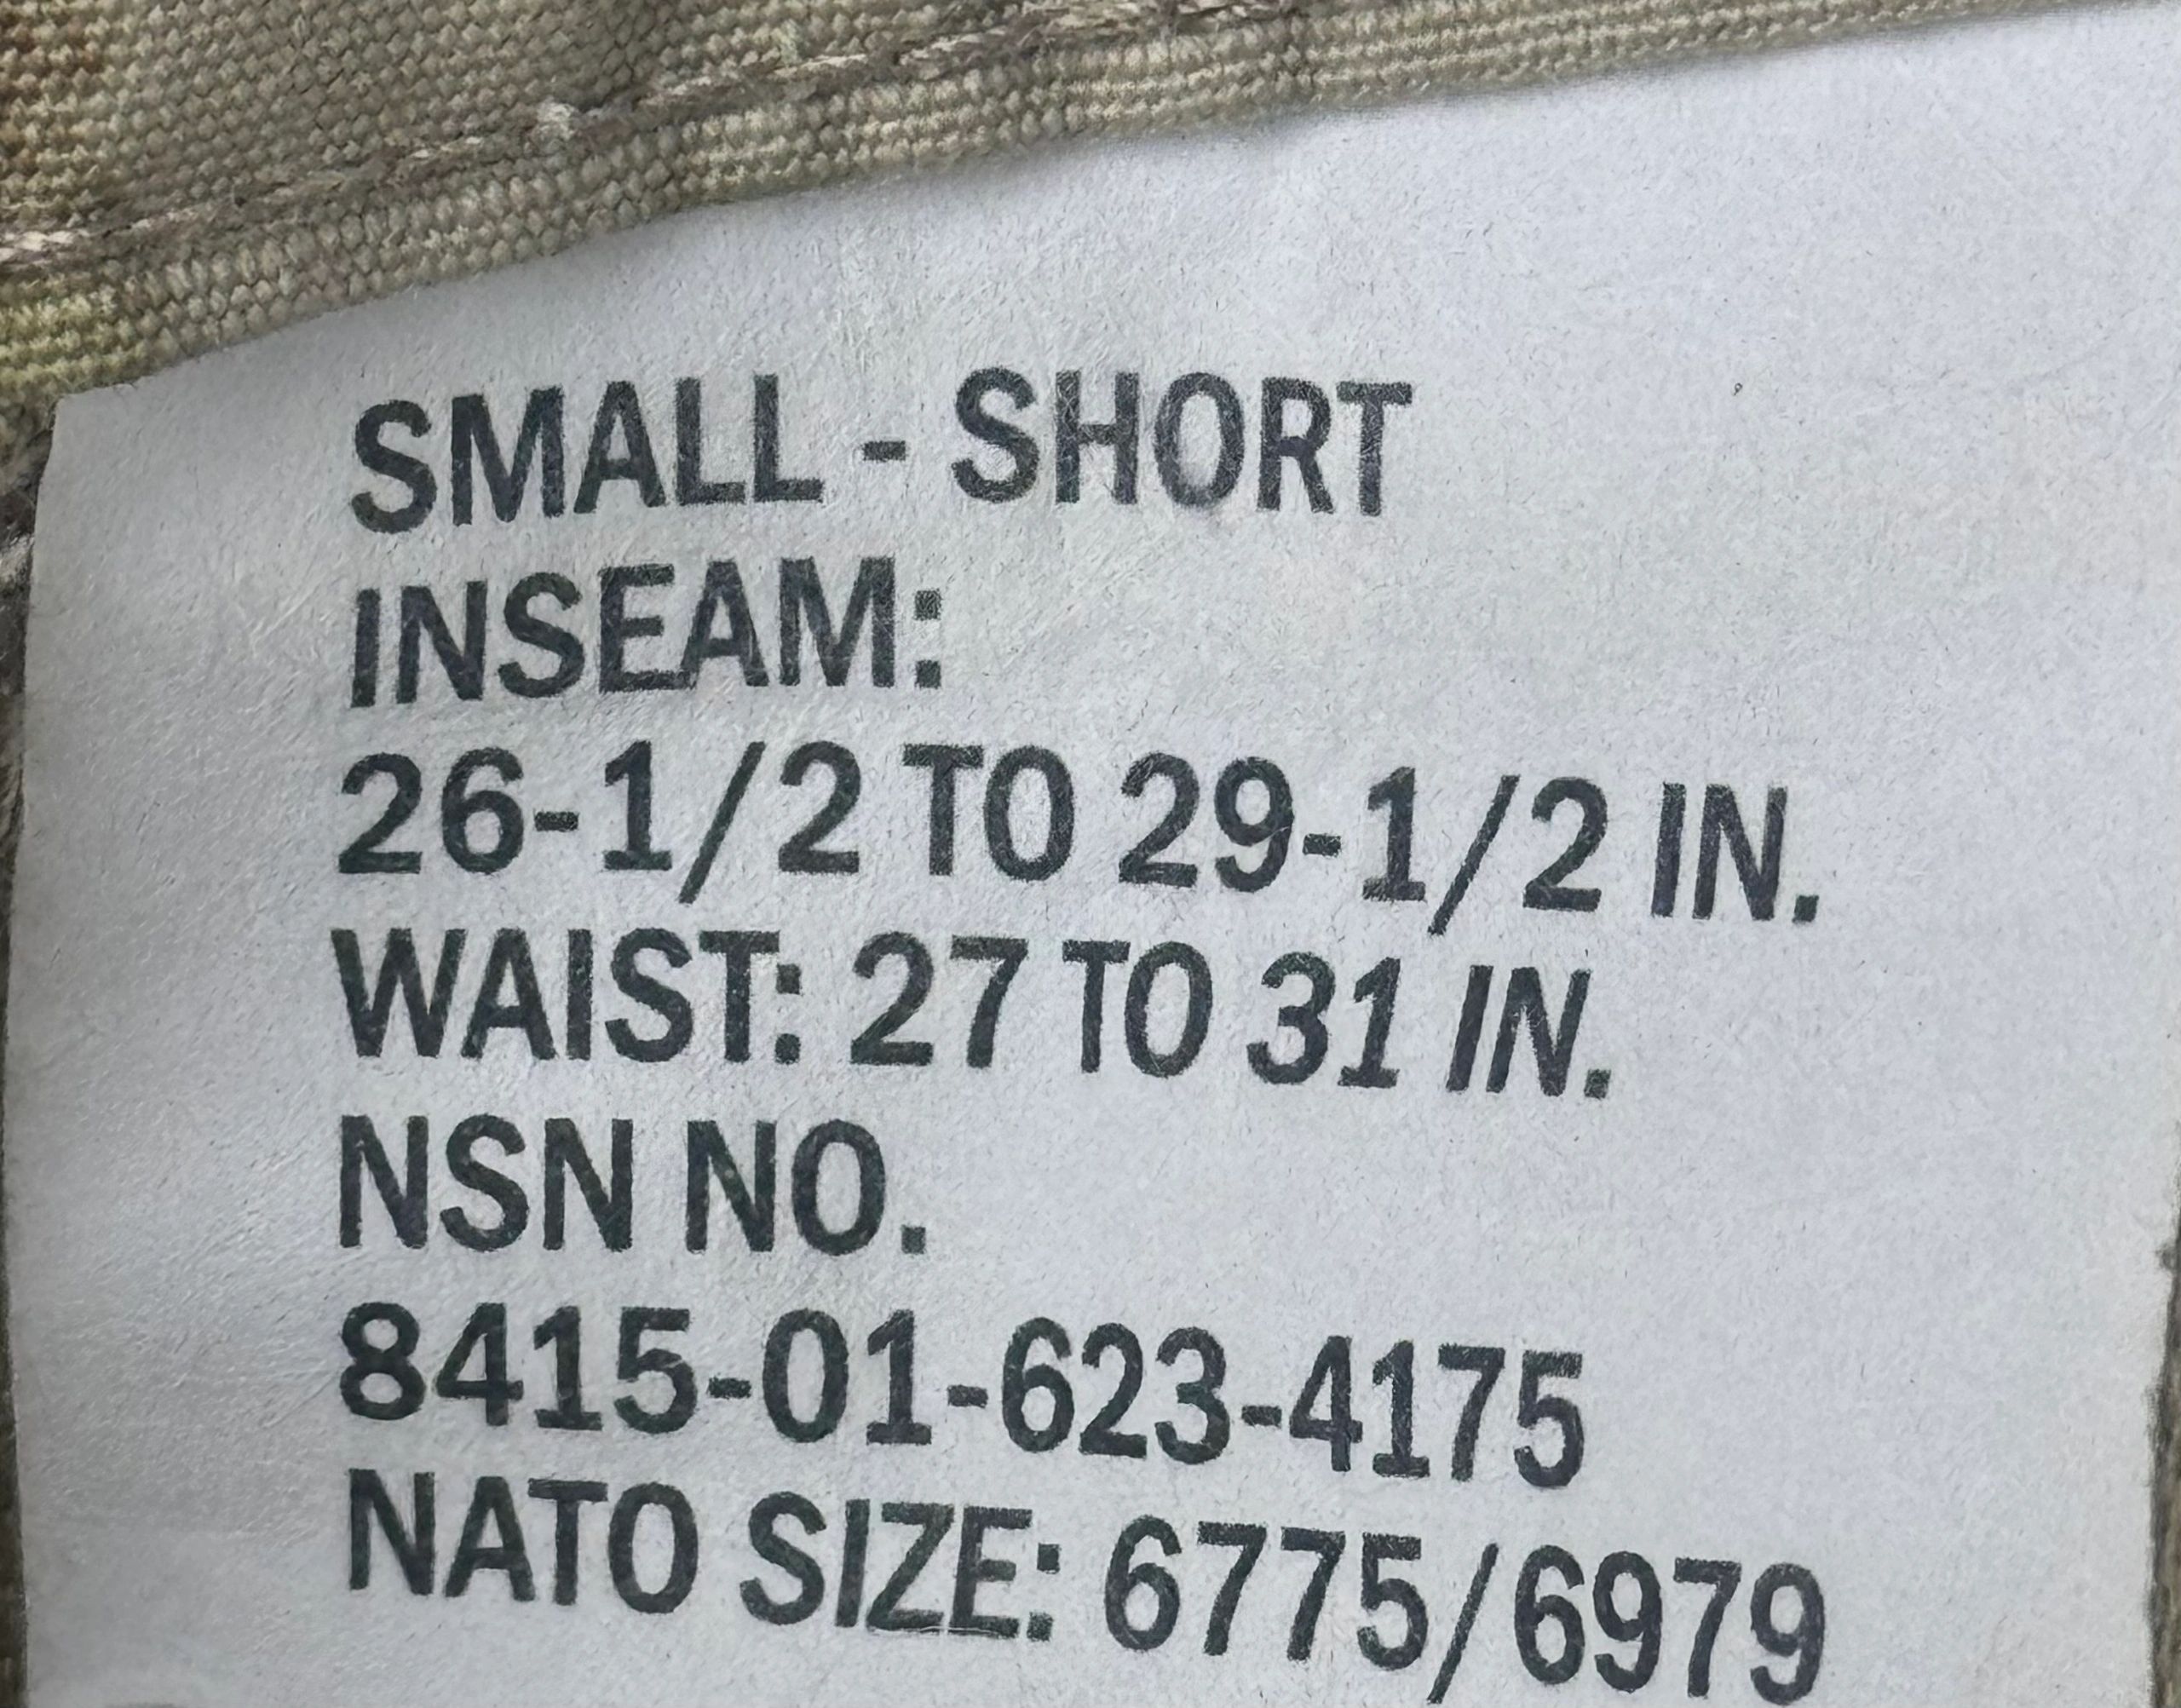 SMALL - SHORT
INSEAM:
26-1/2 TO 29-1/2 IN.
WAIST: 27 TO 31 IN.
NSN NO.
8415-01-623-4175
NATO SIZE: 6775/6979